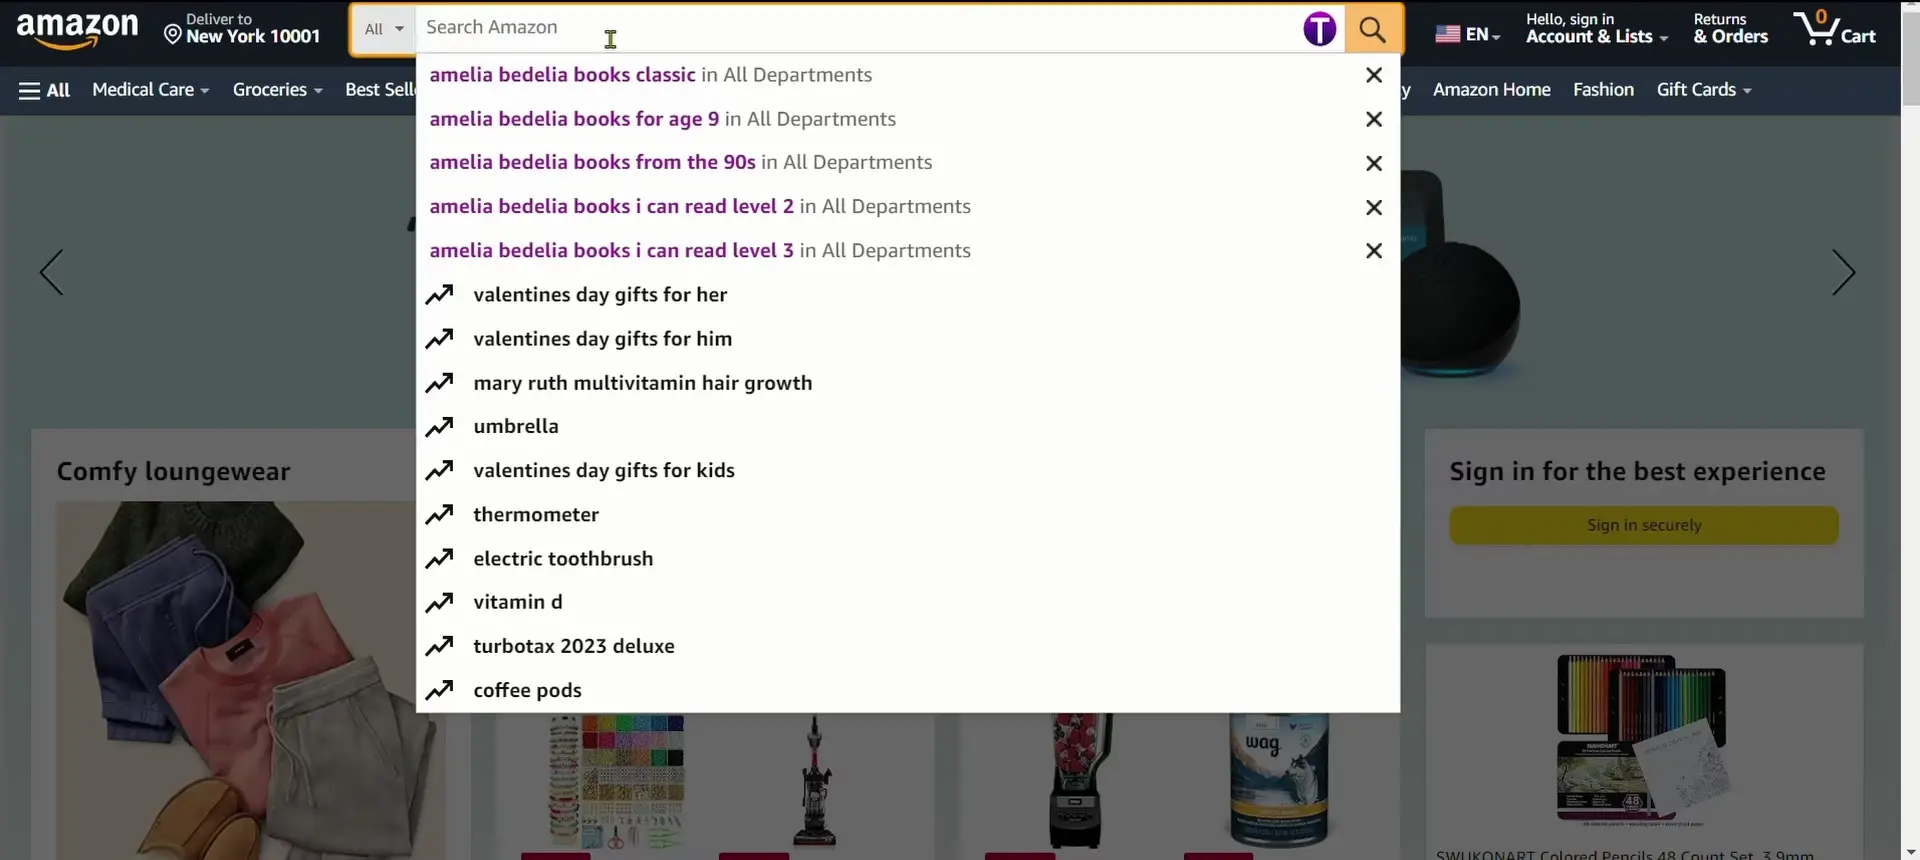 amazon
Deliver to
New York 10001
All
Search Amazon
T
EN
Hello, sign in
Account & Lists
Returns
& Orders
0
Cart
All
Medical Care
Groceries
Best Sell
y
Amazon Home
Fashion
Gift Cards
amelia bedelia books classic in All Departments
amelia bedelia books for age 9 in All Departments
amelia bedelia books from the 90s in All Departments
amelia bedelia books i can read level 2 in All Departments
amelia bedelia books i can read level 3 in All Departments
valentines day gifts for her
valentines day gifts for him
mary ruth multivitamin hair growth
umbrella
valentines day gifts for kids
thermometer
electric toothbrush
vitamin d
turbotax 2023 deluxe
coffee pods
Comfy loungewear
Sign in for the best experience
Sign in securely
wag
48
SWUKONART Colored Pencils 48 Count Set, 3.9mm